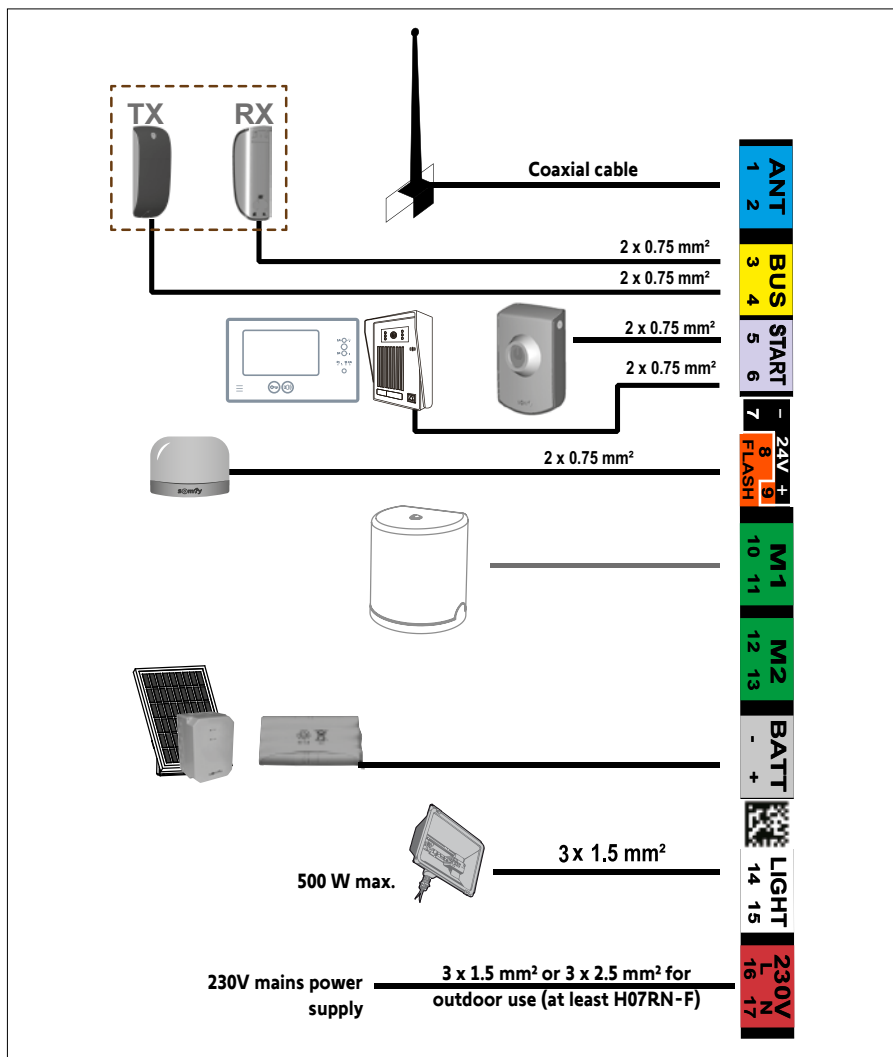 TX RX
Coaxial cable
ANT
1 2
2 x 0.75 mm²
2 x 0.75 mm²
BUS
3 4
2 x 0.75 mm²
2 x 0.75 mm²
START
5 6
2 x 0.75 mm²
somfy
- 24V +
7 8 9
FLASH
M1
10 11
M2
12 13
BATT
- +
500 W max.
3 x 1.5 mm²
LIGHT
14 15
230V mains power
supply
3 x 1.5 mm² or 3 x 2.5 mm² for
outdoor use (at least H07RN-F)
230V
L N
16 17